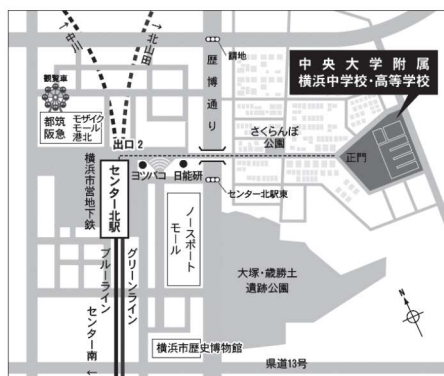 ↑中川
↑北山田
観覧車
都筑阪急
モザイクモール港北
出口2
歴博通り
鋳地
中央大学附属
横浜中学校・高等学校
さくらんぼ
公園
正門
横浜市営地下鉄
センター北駅
ヨツバコ
日能研
センター北駅東
ノースポートモール
大塚・歳勝土
遺跡公園
ブルーライン
グリーンライン
センター南
↓
横浜市歴史博物館
県道13号
N